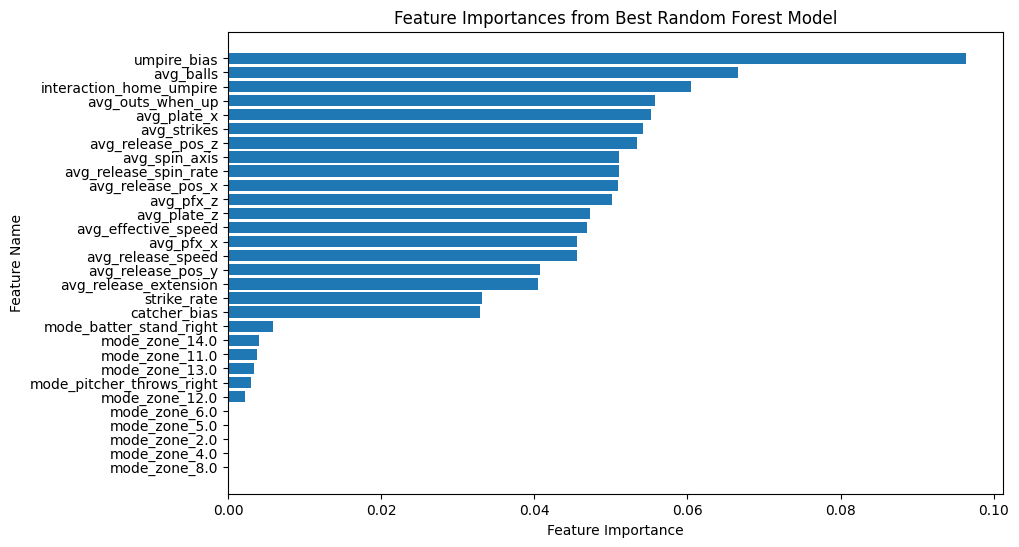 Feature Importances from Best Random Forest Model
Feature Name
umpire_bias
avg_balls
interaction_home_umpire
avg_outs_when_up
avg_plate_x
avg_strikes
avg_release_pos_z
avg_spin_axis
avg_release_spin_rate
avg_release_pos_x
avg_pfx_z
avg_plate_z
avg_effective_speed
avg_pfx_x
avg_release_speed
avg_release_pos_y
avg_release_extension
strike_rate
catcher_bias
mode_batter_stand_right
mode_zone_14.0
mode_zone_11.0
mode_zone_13.0
mode_pitcher_throws_right
mode_zone_12.0
mode_zone_6.0
mode_zone_5.0
mode_zone_2.0
mode_zone_4.0
mode_zone_8.0
0.00 0.02 0.04 0.06 0.08 0.10
Feature Importance